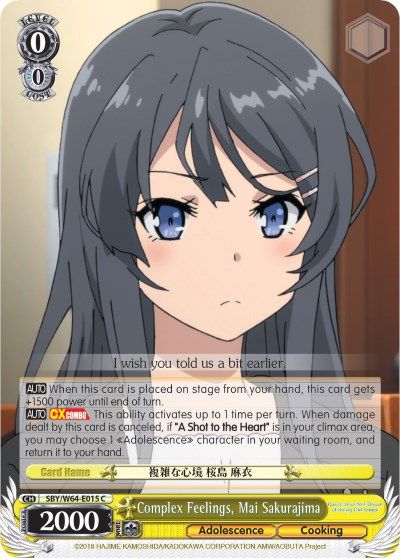 LEVEL
0
0
COST
I wish you told us a bit earlier.
AUTO When this card is placed on stage from your hand, this card gets
+1500 power until end of turn.
AUTO CX COMBO This ability activates up to 1 time per turn. When damage
dealt by this card is canceled, if "A Shot to the Heart" is in your climax
area, you may choose 1 «Adolescence» character in your waiting room, and
return it to your hand.
Card Name
複雑な心境 桜島 麻衣
SBY/W64-E015 C
POWER
2000
Complex Feelings, Mai Sakurajima
Adolescence
Cooking
©2018 HAJIME KAMOSHIDA/KADOKAWA CORPORATION AMW/AOBUTA Project